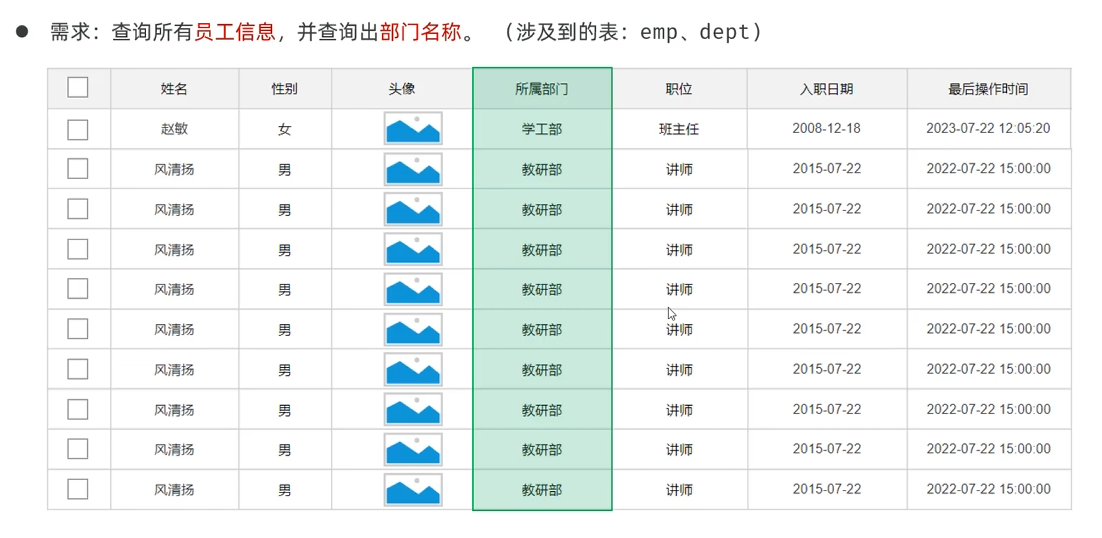 ● 需求：查询所有员工信息，并查询出部门名称。 （涉及到的表：emp、dept）
姓名 性别 头像 所属部门 职位 入职日期 最后操作时间
赵敏 女 学工部 班主任 2008-12-18 2023-07-22 12:05:20
风清扬 男 教研部 讲师 2015-07-22 2022-07-22 15:00:00
风清扬 男 教研部 讲师 2015-07-22 2022-07-22 15:00:00
风清扬 男 教研部 讲师 2015-07-22 2022-07-22 15:00:00
风清扬 男 教研部 讲师 2015-07-22 2022-07-22 15:00:00
风清扬 男 教研部 讲师 2015-07-22 2022-07-22 15:00:00
风清扬 男 教研部 讲师 2015-07-22 2022-07-22 15:00:00
风清扬 男 教研部 讲师 2015-07-22 2022-07-22 15:00:00
风清扬 男 教研部 讲师 2015-07-22 2022-07-22 15:00:00
风清扬 男 教研部 讲师 2015-07-22 2022-07-22 15:00:00